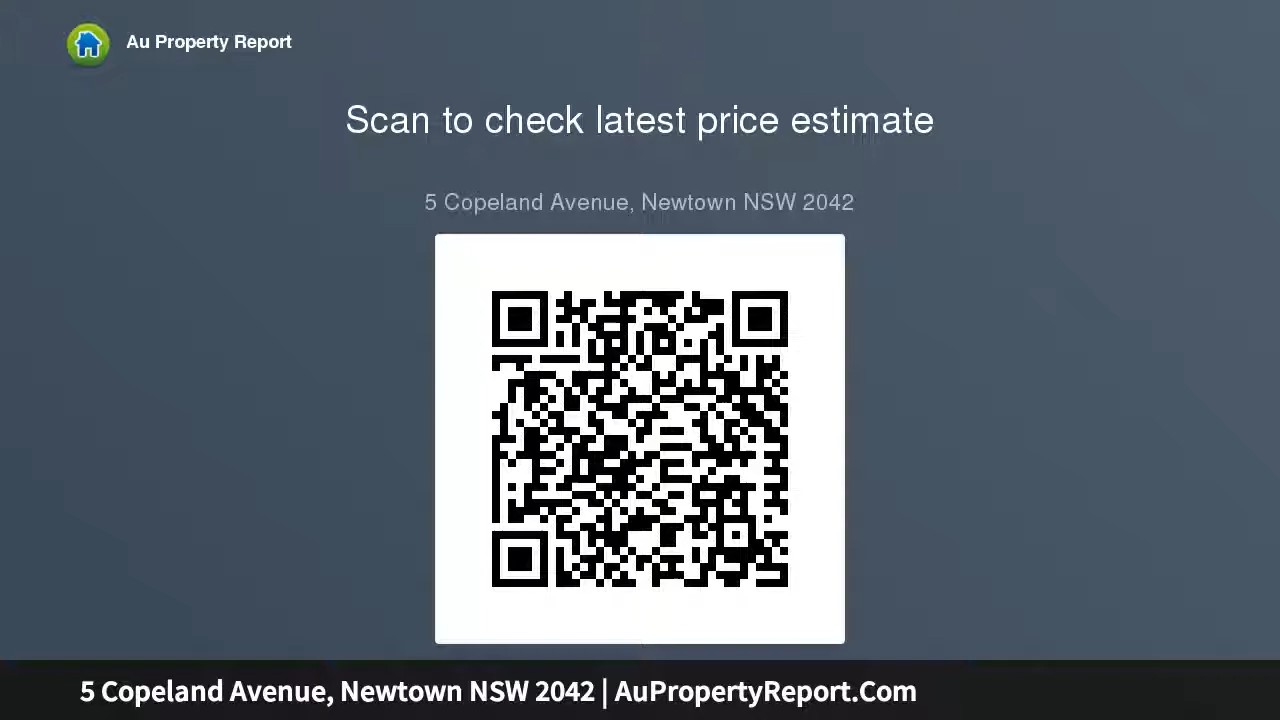 Au Property Report
Scan to check latest price estimate
5 Copeland Avenue, Newtown NSW 2042
5 Copeland Avenue, Newtown NSW 2042 | AuPropertyReport.Com